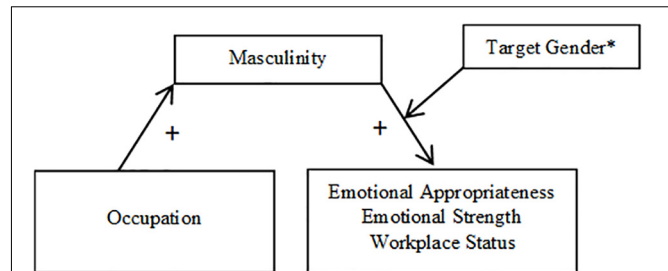 Masculinity
Target Gender*
+
+
Occupation
Emotional Appropriateness
Emotional Strength
Workplace Status